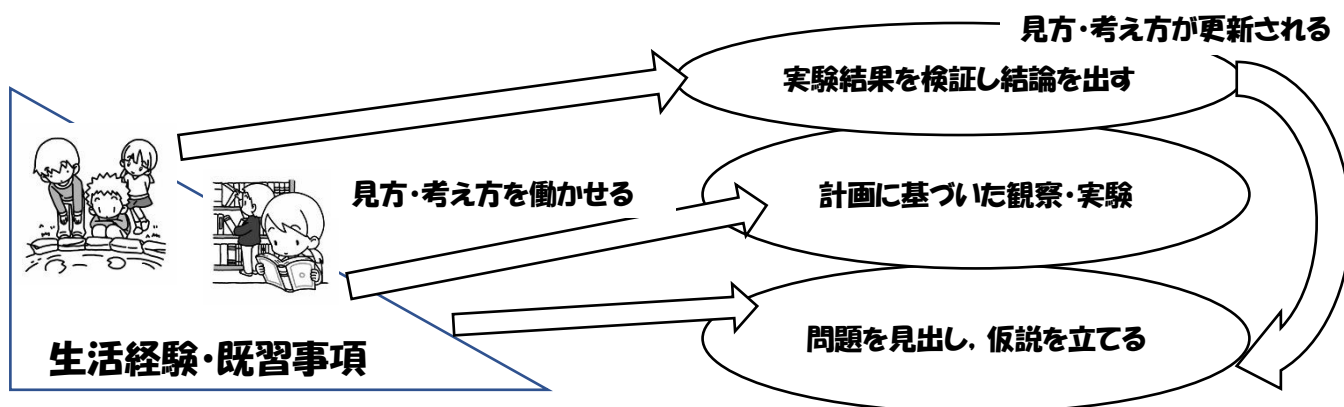 見方・考え方が更新される
実験結果を検証し結論を出す
見方・考え方を働かせる
計画に基づいた観察・実験
問題を見出し，仮説を立てる
生活経験・既習事項